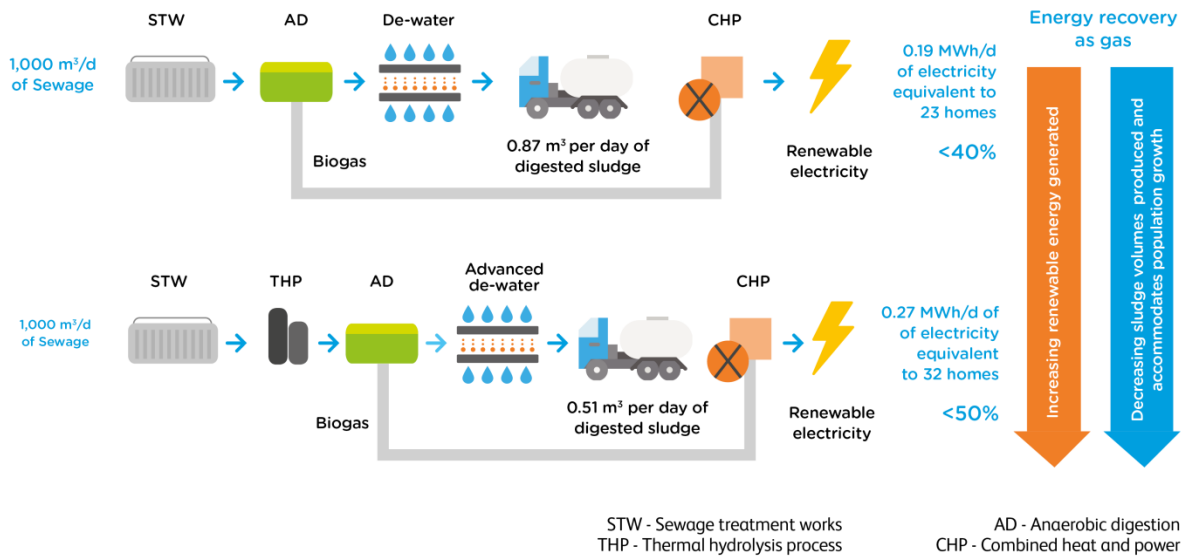 STW
AD
De-water
CHP
Energy recovery
as gas
1,000 m³/d
of Sewage
0.19 MWh/d
of electricity
equivalent to
23 homes
<40%
Biogas
0.87 m³ per day of
digested sludge
Renewable
electricity
STW
THP
AD
Advanced
de-water
CHP
1,000 m³/d
of Sewage
0.27 MWh/d of
of electricity
equivalent
to 32 homes
<50%
Biogas
0.51 m³ per day of
digested sludge
Renewable
electricity
Increasing renewable energy generated
Decreasing sludge volumes produced and
accommodates population growth
STW - Sewage treatment works
THP - Thermal hydrolysis process
AD - Anaerobic digestion
CHP - Combined heat and power